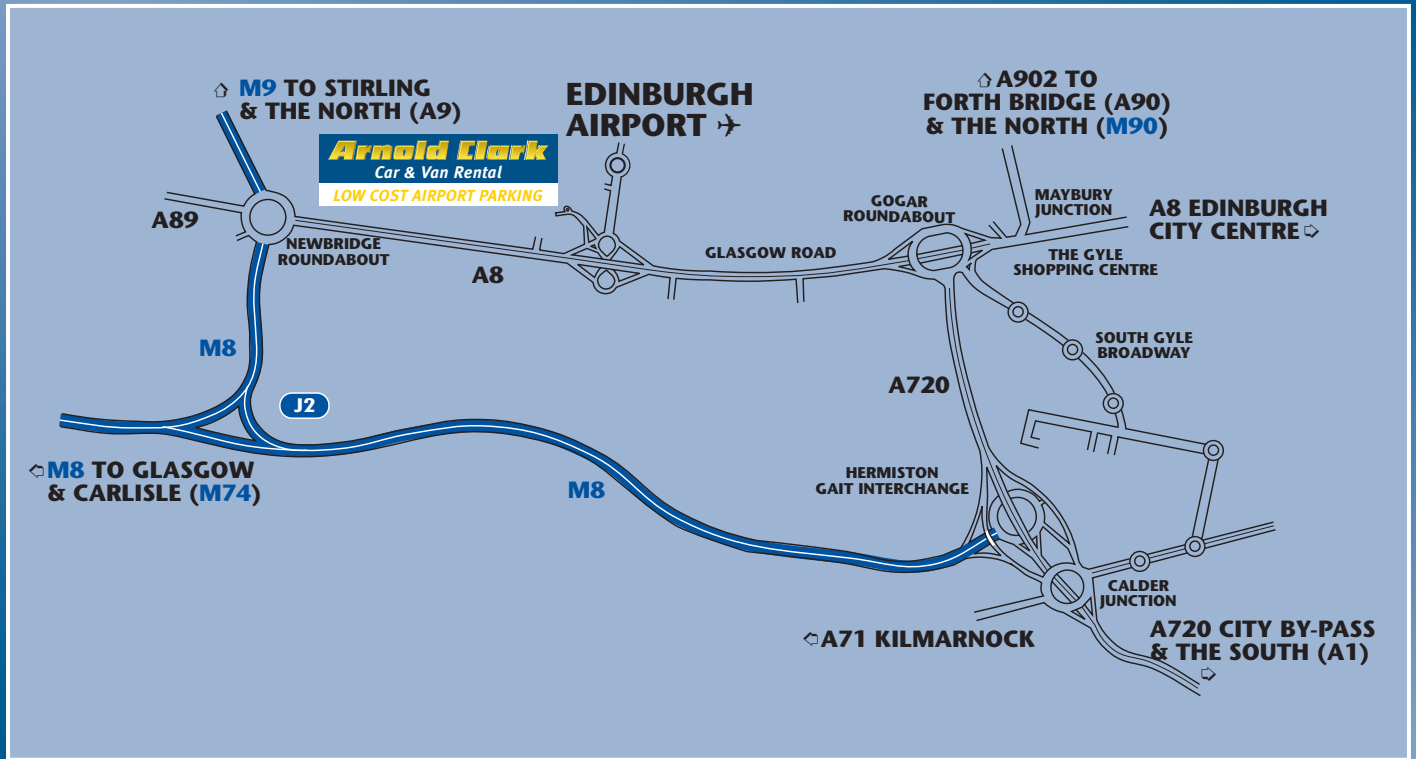 M9 TO STIRLING
& THE NORTH (A9)
Arnold Clark
Car & Van Rental
LOW COST AIRPORT PARKING
EDINBURGH
AIRPORT
A902 TO
FORTH BRIDGE (A90)
& THE NORTH (M90)
A89
NEWBRIDGE
ROUNDABOUT
A8
GLASGOW ROAD
GOGAR
ROUNDABOUT
MAYBURY
JUNCTION
A8 EDINBURGH
CITY CENTRE
THE GYLE
SHOPPING CENTRE
M8
J2
SOUTH GYLE
BROADWAY
A720
M8 TO GLASGOW
& CARLISLE (M74)
M8
HERMISTON
GAIT INTERCHANGE
CALDER
JUNCTION
A71 KILMARNOCK
A720 CITY BY-PASS
& THE SOUTH (A1)